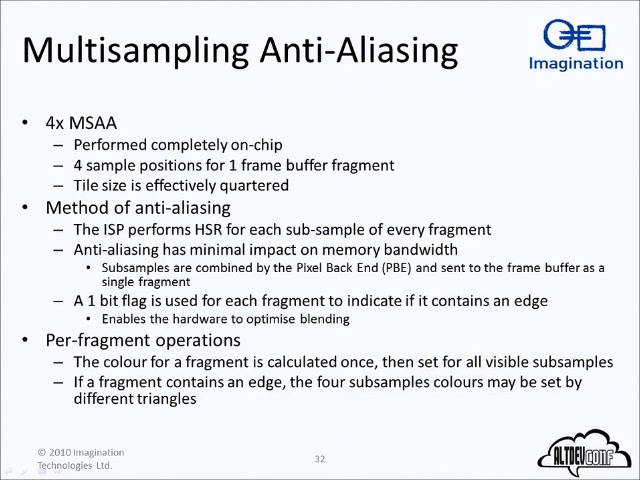 Multisampling Anti-Aliasing
Imagination
• 4x MSAA
– Performed completely on-chip
– 4 sample positions for 1 frame buffer fragment
– Tile size is effectively quartered
• Method of anti-aliasing
– The ISP performs HSR for each sub-sample of every fragment
– Anti-aliasing has minimal impact on memory bandwidth
• Subsamples are combined by the Pixel Back End (PBE) and sent to the frame buffer as a
single fragment
– A 1 bit flag is used for each fragment to indicate if it contains an edge
• Enables the hardware to optimise blending
• Per-fragment operations
– The colour for a fragment is calculated once, then set for all visible subsamples
– If a fragment contains an edge, the four subsamples colours may be set by
different triangles
© 2010 Imagination
Technologies Ltd.
32
ALTDEVCONF